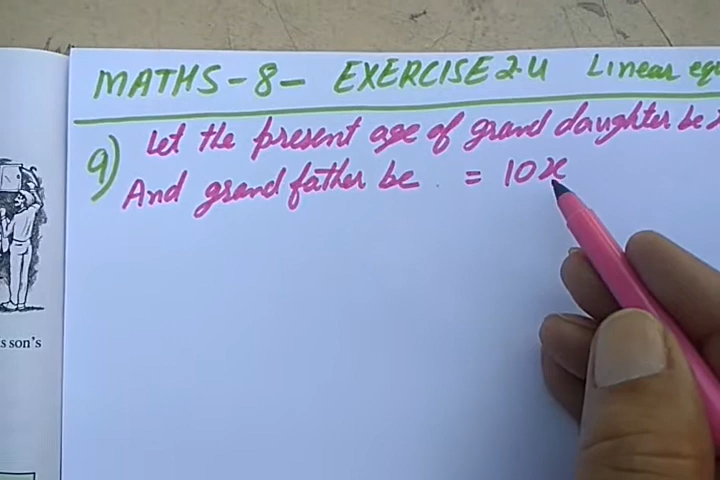 MATHS-8- EXERCISE 2.4 Linear equ
9) Let the present age of grand daughter be x
And grand father be = 10x
s son's